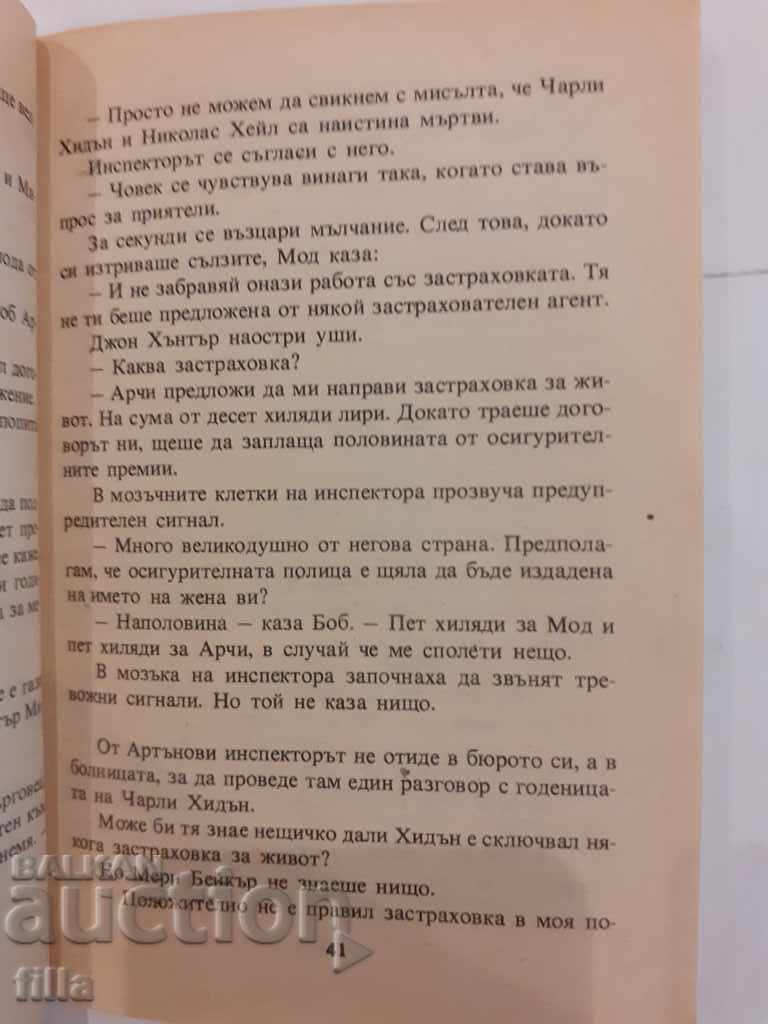 – Просто не можем да свикнем с мисълта, че Чарли
Хидън и Николас Хейл са наистина мъртви.
Инспекторът се съгласи с него.
– Човек се чувствува винаги така, когато става въ-
прос за приятели.
За секунди се възцари мълчание. След това, докато
си изтриваше сълзите, Мод каза:
– И не забравяй онази работа със застраховката. Тя
не ти беше предложена от някой застрахователен агент.
Джон Хънтър наостри уши.
– Каква застраховка?
– Арчи предложи да ми направи застраховка за жи-
вот. На сума от десет хиляди лири. Докато траеше дого-
ворът ни, щеше да заплаща половината от осигурител-
ните премии.
В мозъчните клетки на инспектора прозвуча предуп-
редителен сигнал.
– Много великодушно от негова страна. Предпола-
гам, че осигурителната полица е щяла да бъде издадена
на името на жена ви?
– Наполовина – каза Боб. – Пет хиляди за Мод и
пет хиляди за Арчи, в случай че ме сполети нещо.
В мозъка на инспектора започнаха да звънят тре-
вожни сигнали. Но той не каза нищо.
От Артънови инспекторът не отиде в бюрото си, а в
болницата, за да проведе там един разговор с годеница-
та на Чарли Хидън.
Може би тя знае нещичко дали Хидън е сключвал ня-
кога застраховка за живот?
Мери Бейкър не знаеше нищо.
– Положително не е правил застраховка в моя по-
41
BALKAN
auction
filla